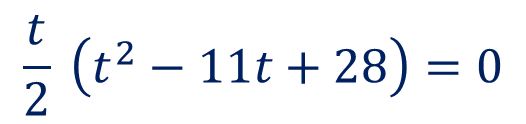 t/2 (t² − 11t + 28) = 0